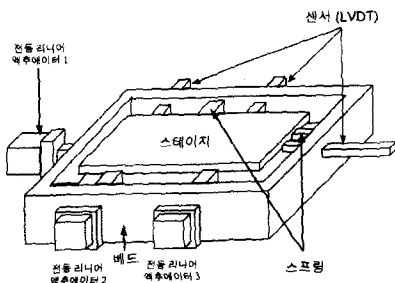 센서 (LVDT)
전동 리니어
액추에이터 1
스테이지
베드
전동 리니어
액추에이터 2
전동 리니어
액추에이터 3
스프링